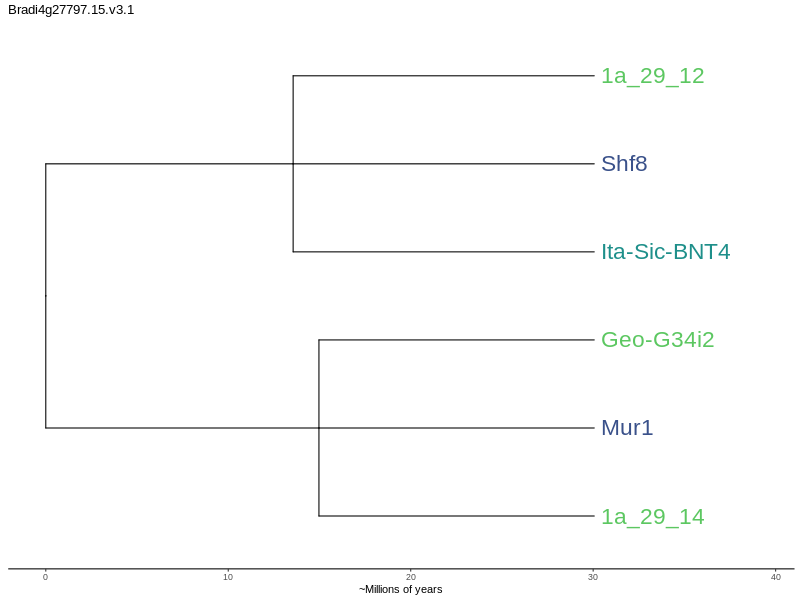 Bradi4g27797.15.v3.1
1a_29_12
Shf8
Ita-Sic-BNT4
Geo-G34i2
Mur1
1a_29_14
0 10 20 30 40
~Millions of years